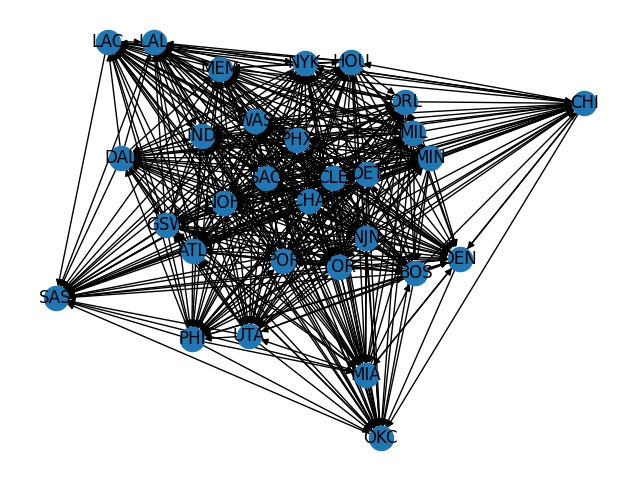 LAC
LAL
MEM
NYK
HOU
CHI
ORL
WAS
MIL
IND
PHX
DAL
MIN
SAC
CLE
DET
NOH
CHA
GSW
NJN
ATL
POR
TOR
DEN
BOS
SAS
PHI
UTA
MIA
OKC